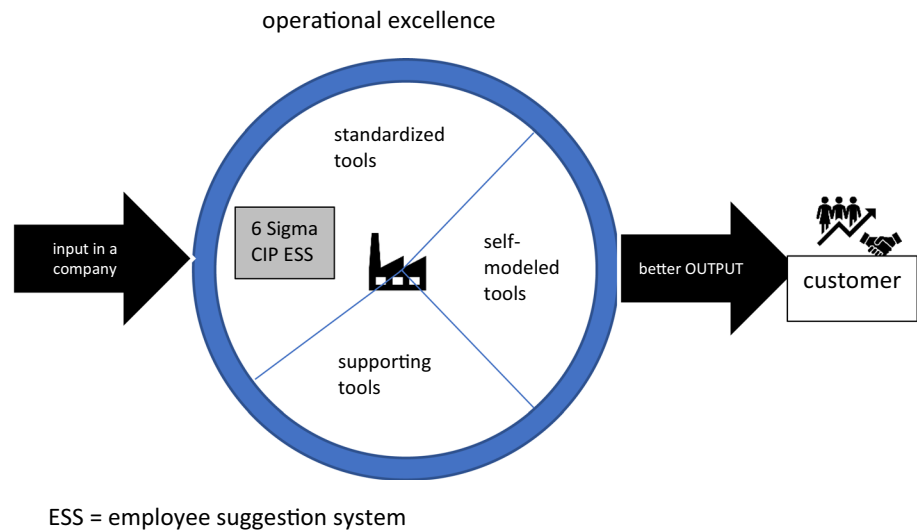 operational excellence
standardized
tools
6 Sigma
CIP ESS
input in a
company
self-
modeled
tools
better OUTPUT
customer
supporting
tools
ESS = employee suggestion system